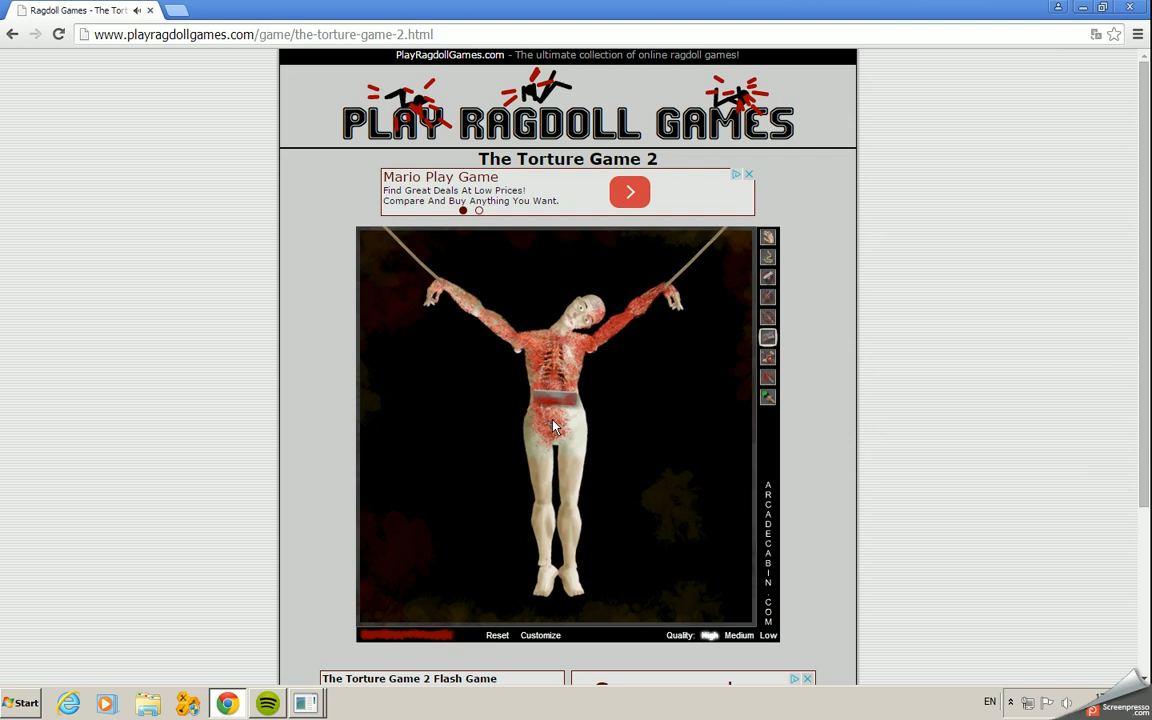 Ragdoll Games - The Tort
www.playragdollgames.com/game/the-torture-game-2.html
PlayRagdollGames.com - The ultimate collection of online ragdoll games!
PLAY RAGDOLL GAMES
The Torture Game 2
Mario Play Game
Find Great Deals At Low Prices!
Compare And Buy Anything You Want.
ARCADECABIN.COM
Reset Customize Quality: High Medium Low
The Torture Game 2 Flash Game
Start
EN
Screenpresso
.com